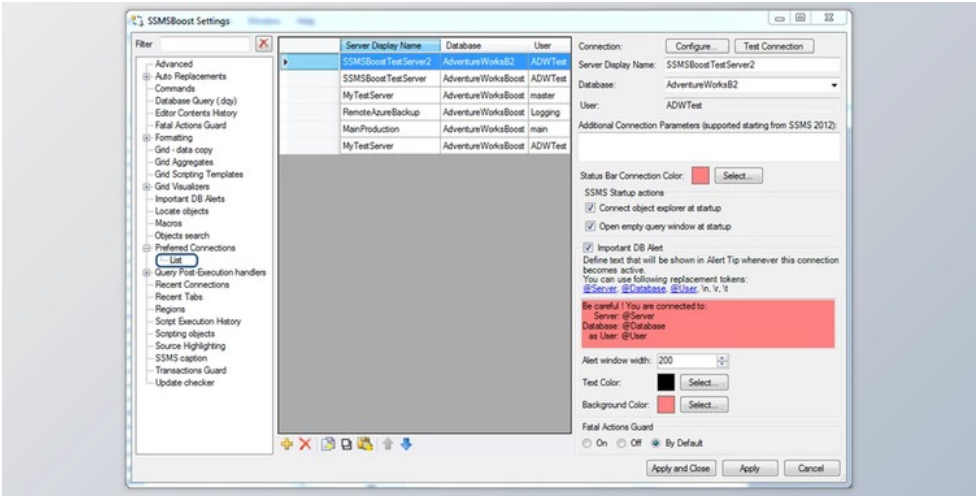 SSMSBoost Settings
Filter
Advanced
Auto Replacements
Commands
Database Query (.dqy)
Editor Contents History
Fatal Actions Guard
Formatting
Grid - data copy
Grid Aggregates
Grid Scripting Templates
Grid Visualizers
Important DB Alerts
Locate objects
Macros
Objects search
Preferred Connections
List
Query Post-Execution handlers
Recent Connections
Recent Tabs
Regions
Script Execution History
Scripting objects
Source Highlighting
SSMS caption
Transactions Guard
Update checker
Server Display Name Database User
SSMSBoostTestServer2 AdventureWorksB2 ADWTest
SSMSBoostTestServer AdventureWorksBoost ADWTest
MyTestServer AdventureWorksBoost master
RemoteAzureBackup AdventureWorksBoost Logging
MainProduction AdventureWorksBoost main
MyTestServer AdventureWorksBoost ADWTest
Connection: Configure... Test Connection
Server Display Name: SSMSBoostTestServer2
Database: AdventureWorksB2
User: ADWTest
Additional Connection Parameters (supported starting from SSMS 2012):
Status Bar Connection Color: Select...
SSMS Startup actions
Connect object explorer at startup
Open empty query window at startup
Important DB Alert
Define text that will be shown in Alert Tip whenever this connection
becomes active.
You can use following replacement tokens:
@Server, @Database, @User, \n, \r, \t
Be careful ! You are connected to:
Server: @Server
Database: @Database
as User: @User
Alert window width: 200
Text Color: Select...
Background Color: Select...
Fatal Actions Guard
On Off By Default
Apply and Close Apply Cancel